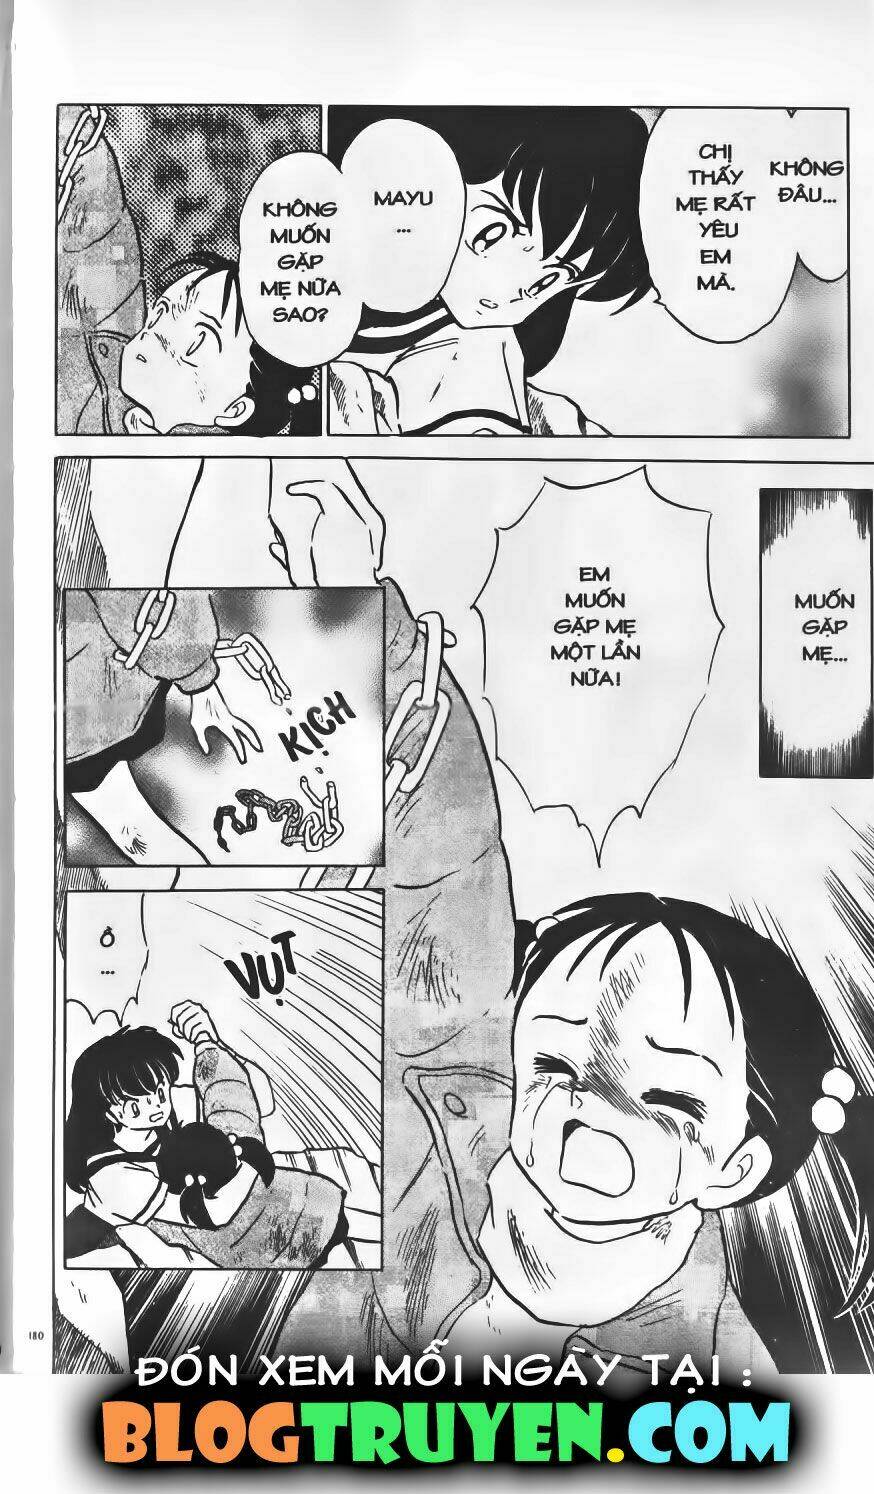 KHÔNG
ĐÂU...
CHỊ
THẤY
MẸ RẤT
YÊU
EM
MÀ.
MAYU
...
KHÔNG
MUỐN
GẶP
MẸ NỮA
SAO?
MUỐN
GẶP
MẸ...
EM
MUỐN
GẶP MẸ
MỘT LẦN
NỮA!
KỊCH
Ồ
...
VỤT
180
ĐÓN XEM MỖI NGÀY TẠI :
BLOGTRUYEN.COM